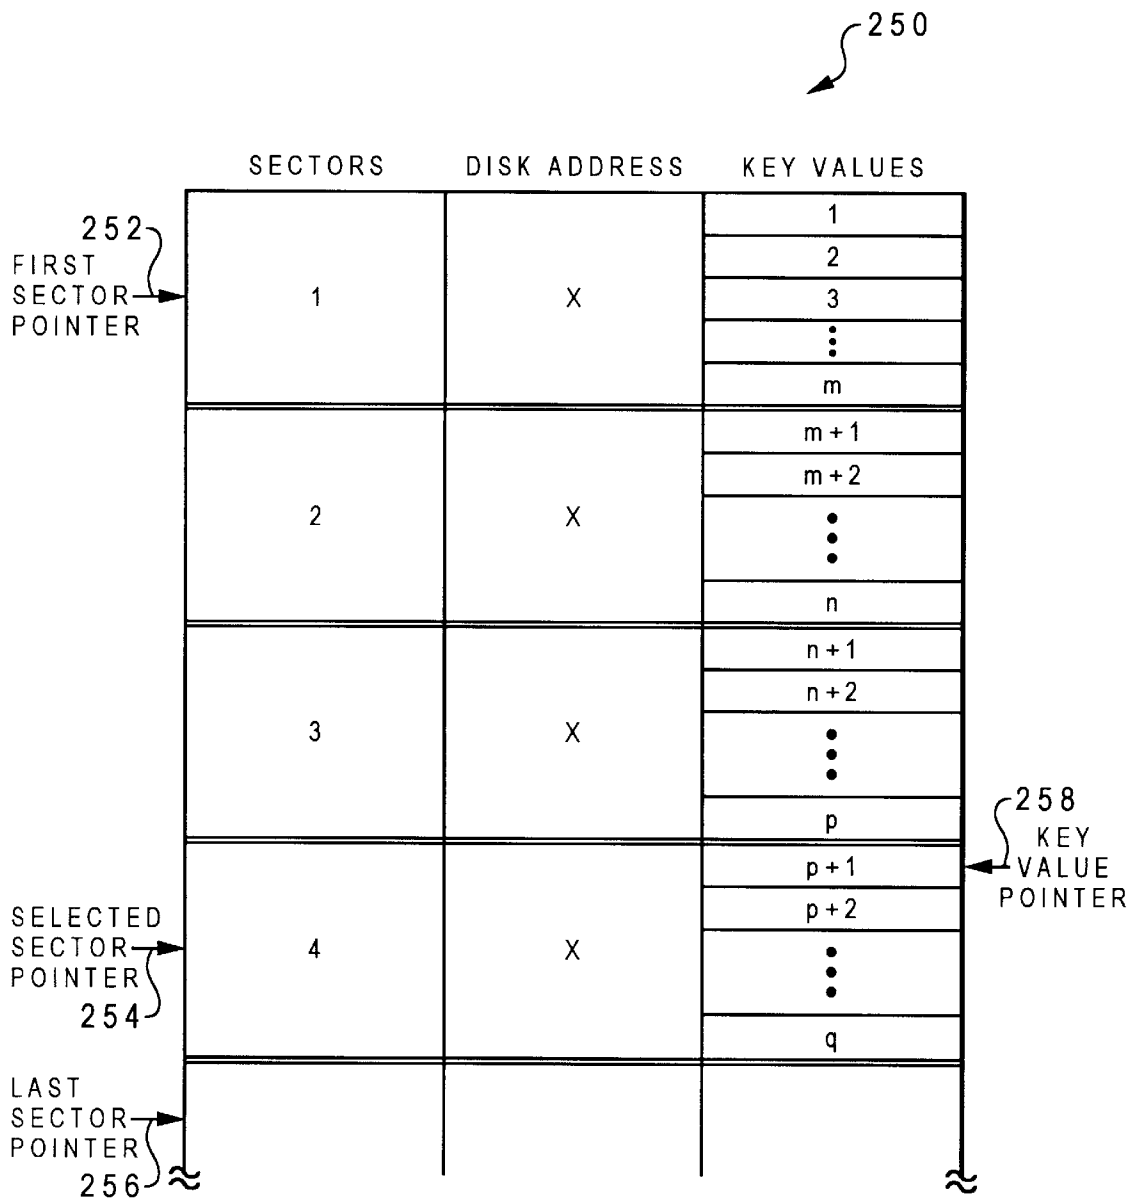 250
SECTORS DISK ADDRESS KEY VALUES
252
FIRST
SECTOR
POINTER
1 X
1
2
3
m
2 X
m+1
m+2
n
3 X
n+1
n+2
p
258
KEY
VALUE
POINTER
SELECTED
SECTOR
POINTER
254
4 X
p+1
p+2
q
LAST
SECTOR
POINTER
256